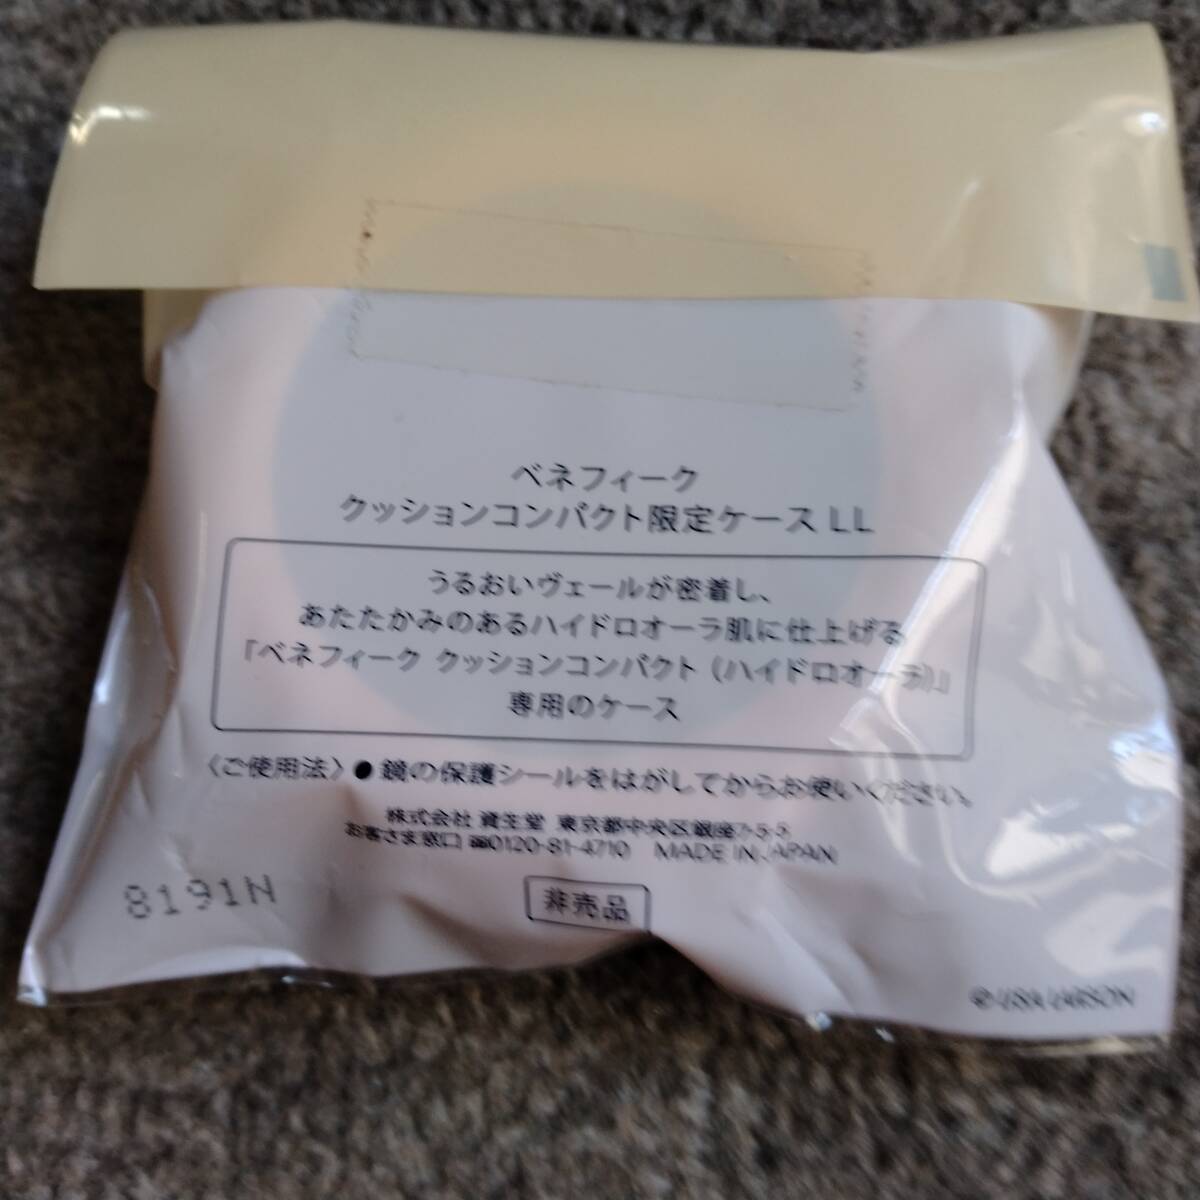 ベネフィーク
クッションコンパクト限定ケース LL
うるおいヴェールが密着し、
あたたかみのあるハイドロオーラ肌に仕上げる
「ベネフィーク クッションコンパクト (ハイドロオーラ)」
専用のケース
〈ご使用法〉●鏡の保護シールをはがしてからお使いください。
株式会社 資生堂 東京都中央区銀座7-5-5
お客さま窓口 ☎0120-81-4710 MADE IN JAPAN
非売品
8191N
© LISA LARSON